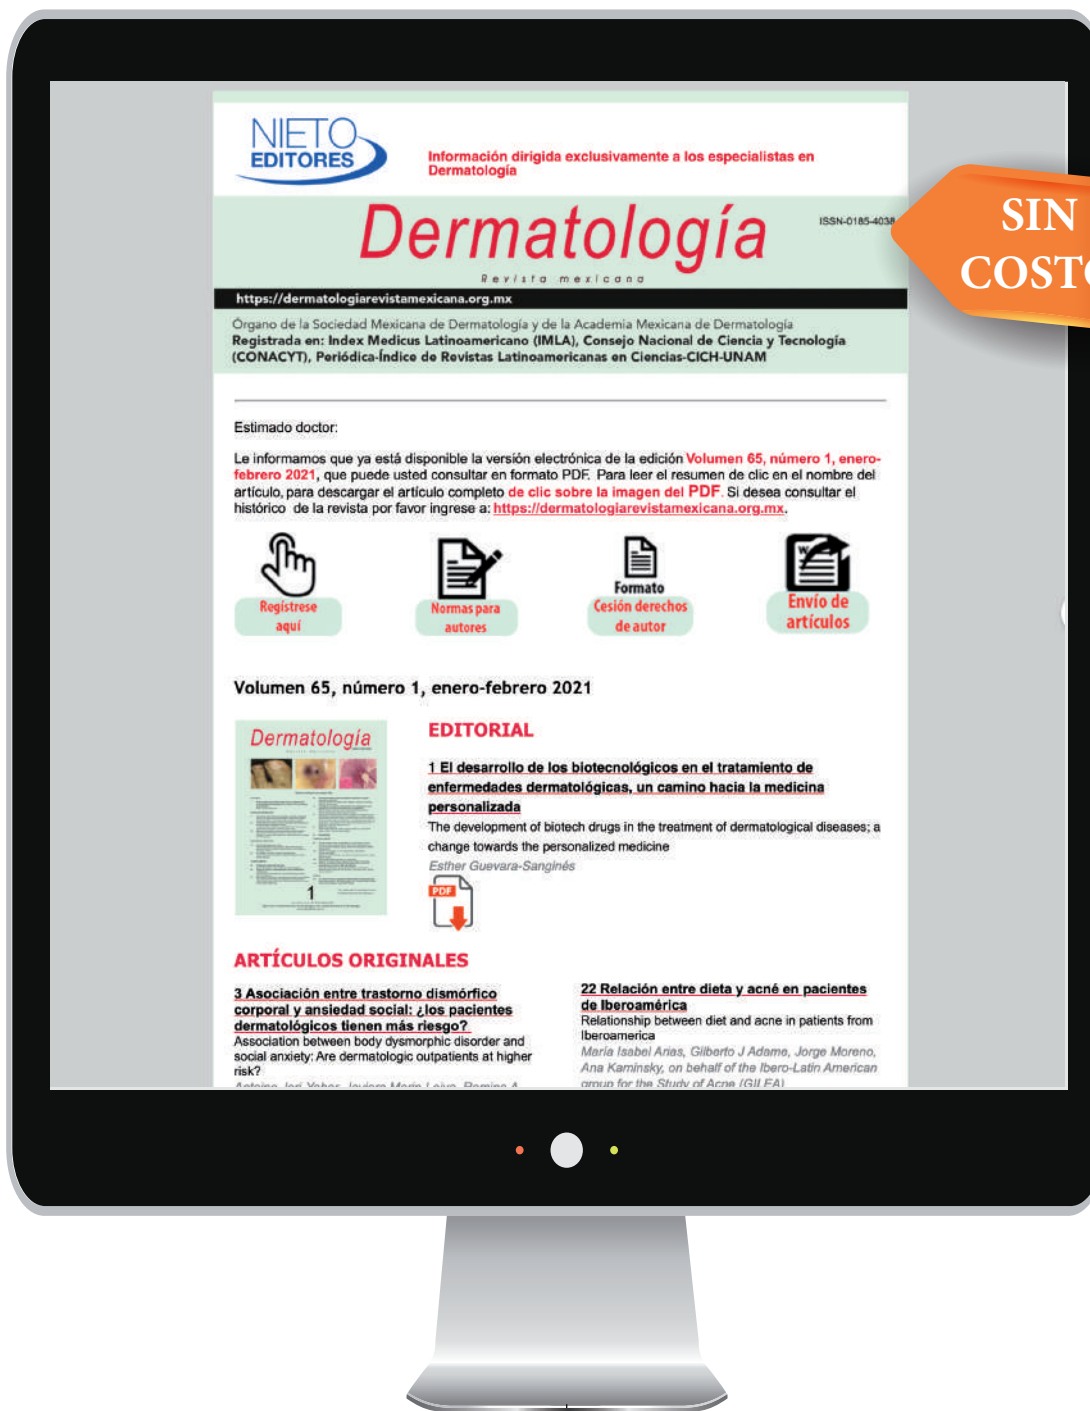 NIETO
EDITORES
Información dirigida exclusivamente a los especialistas en
Dermatología
SIN
COSTO
Dermatología
ISSN-0185-4038
Revista mexicana
https://dermatologiarevistamexicana.org.mx
Órgano de la Sociedad Mexicana de Dermatología y de la Academia Mexicana de Dermatología
Registrada en: Index Medicus Latinoamericano (IMLA), Consejo Nacional de Ciencia y Tecnología
(CONACYT), Periódica-Índice de Revistas Latinoamericanas en Ciencias-CICH-UNAM
Estimado doctor:
Le informamos que ya está disponible la versión electrónica de la edición Volumen 65, número 1, enero-
febrero 2021, que puede usted consultar en formato PDF. Para leer el resumen de clic en el nombre del
artículo, para descargar el artículo completo de clic sobre la imagen del PDF. Si desea consultar el
histórico de la revista por favor ingrese a: https://dermatologiarevistamexicana.org.mx.
Regístrese
aquí
Normas para
autores
Formato
Cesión derechos
de autor
W
Envío de
artículos
Volumen 65, número 1, enero-febrero 2021
Dermatología
1
EDITORIAL
1 El desarrollo de los biotecnológicos en el tratamiento de
enfermedades dermatológicas, un camino hacia la medicina
personalizada
The development of biotech drugs in the treatment of dermatological diseases; a
change towards the personalized medicine
Esther Guevara-Sanginés
PDF
ARTÍCULOS ORIGINALES
3 Asociación entre trastorno dismórfico
corporal y ansiedad social: ¿los pacientes
dermatológicos tienen más riesgo?
Association between body dysmorphic disorder and
social anxiety: Are dermatologic outpatients at higher
risk?
22 Relación entre dieta y acné en pacientes
de Iberoamérica
Relationship between diet and acne in patients from
Iberoamerica
María Isabel Arias, Gilberto J Adame, Jorge Moreno,
Ana Kaminsky, on behalf of the Ibero-Latin American
group for the Study of Acne (GILEA)